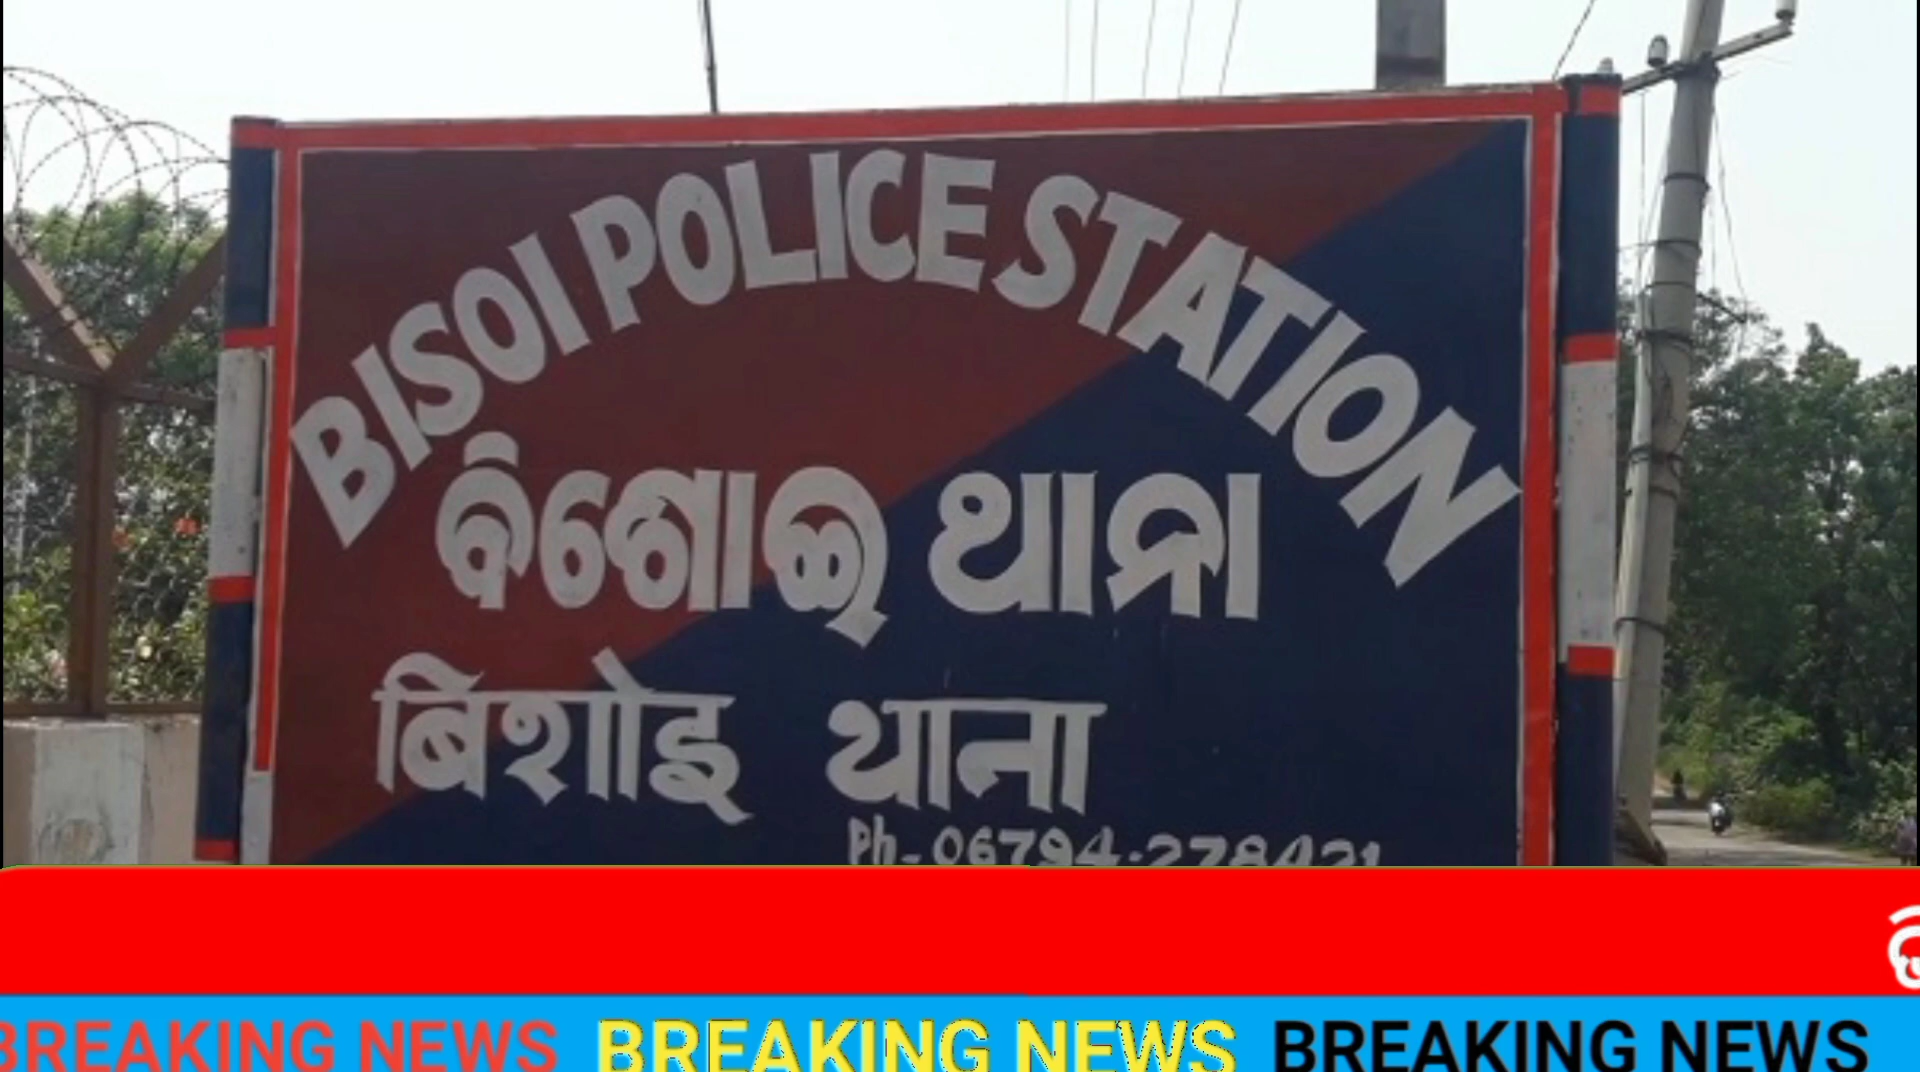 BISOI POLICE STATION
ବିଶୋଇ ଥାନା
बिशोइ थाना
Ph-06794-278421
BREAKING NEWS BREAKING NEWS BREAKING NEWS